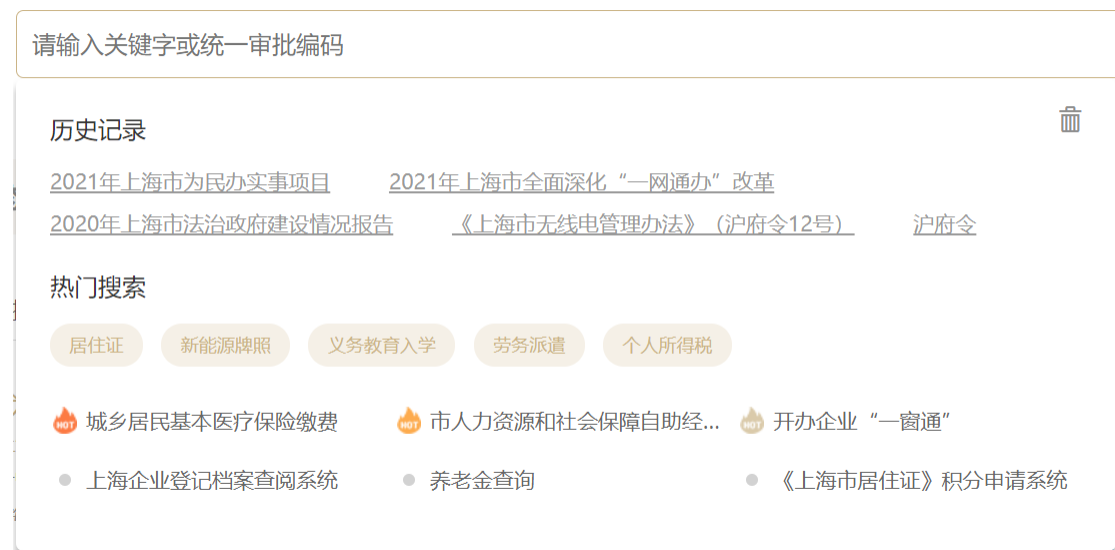 请输入关键字或统一审批编码
历史记录
2021年上海市为民办实事项目 2021年上海市全面深化“一网通办”改革
2020年上海市法治政府建设情况报告 《上海市无线电管理办法》（沪府令12号） 沪府令
热门搜索
居住证 新能源牌照 义务教育入学 劳务派遣 个人所得税
HOT 城乡居民基本医疗保险缴费 HOT 市人力资源和社会保障自助经... HOT 开办企业“一窗通”
上海企业登记档案查阅系统 养老金查询 《上海市居住证》积分申请系统